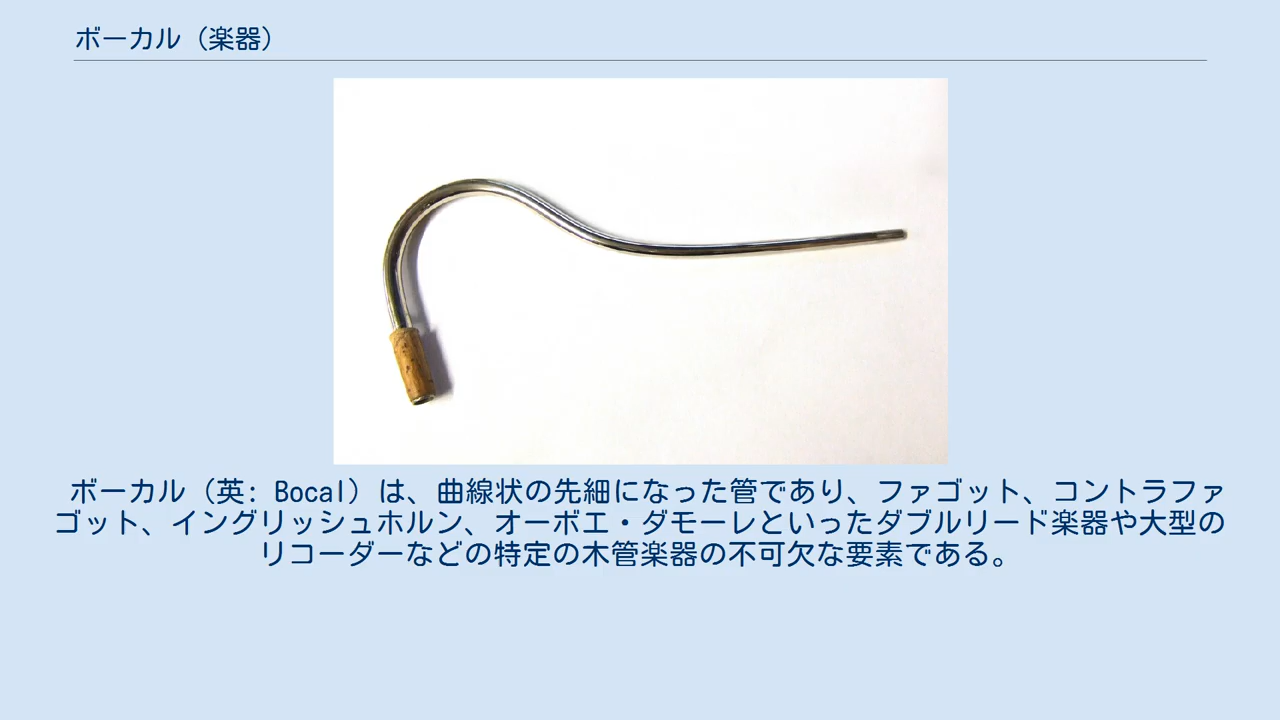 ボーカル（楽器）
ボーカル（英: Bocal）は、曲線状の先細になった管であり、ファゴット、コントラファ
ゴット、イングリッシュホルン、オーボエ・ダモーレといったダブルリード楽器や大型の
リコーダーなどの特定の木管楽器の不可欠な要素である。